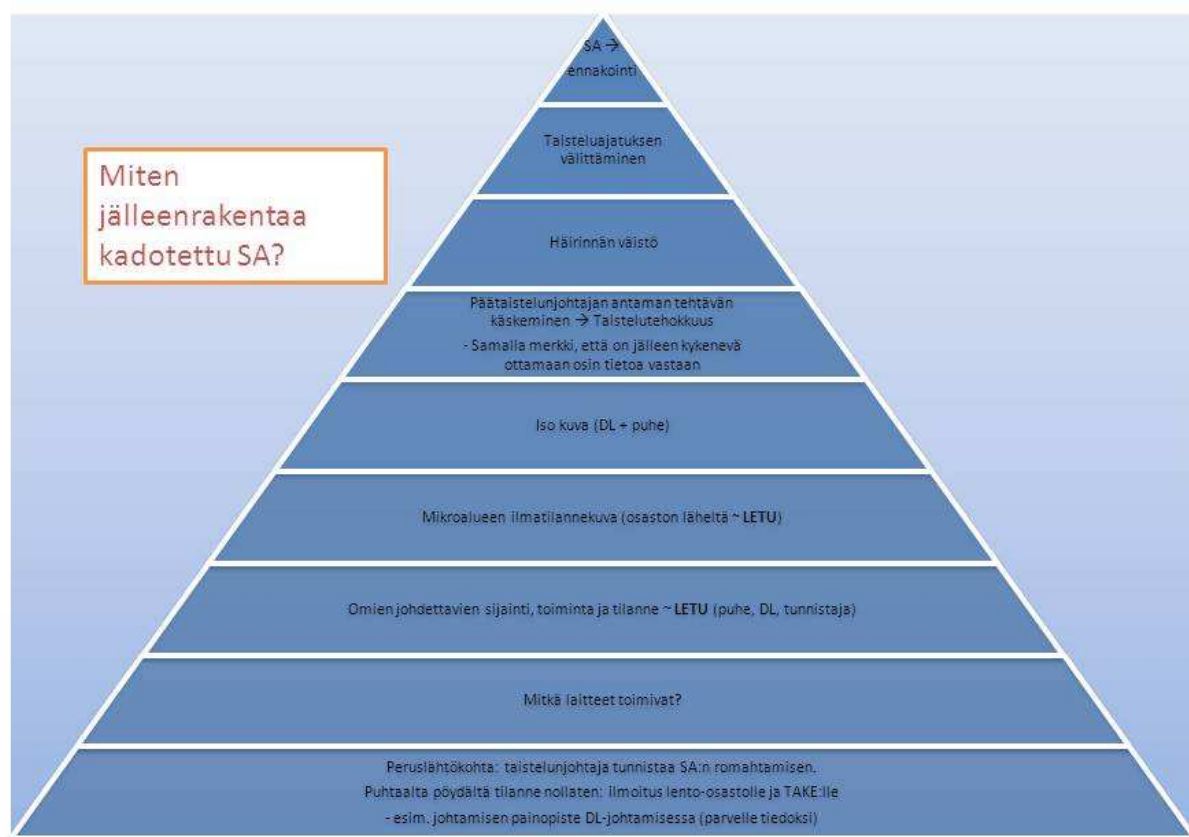 SA →
ennakointi
Taisteluajatuksen
välittäminen
Miten
jälleenrakentaa
kadotettu SA?
Häirinnän väistö
Päätaistelunjohtajan antaman tehtävän
käskeminen → Taistelutehokkuus
- Samalla merkki, että on jälleen kykenevä
ottamaan osin tietoa vastaan
Iso kuva (DL + puhe)
Mikroalueen ilmatilannekuva (osaston läheltä ~ LETU)
Omien johdettavien sijainti, toiminta ja tilanne ~ LETU (puhe, DL, tunnistaja)
Mitkä laitteet toimivat?
Peruslähtökohta: taistelunjohtaja tunnistaa SA:n romahtamisen.
Puhtaalta pöydältä tilanne nollaten: ilmoitus lento-osastolle ja TAKE:lle
- esim. johtamisen painopiste DL-johtamisessa (parvelle tiedoksi)